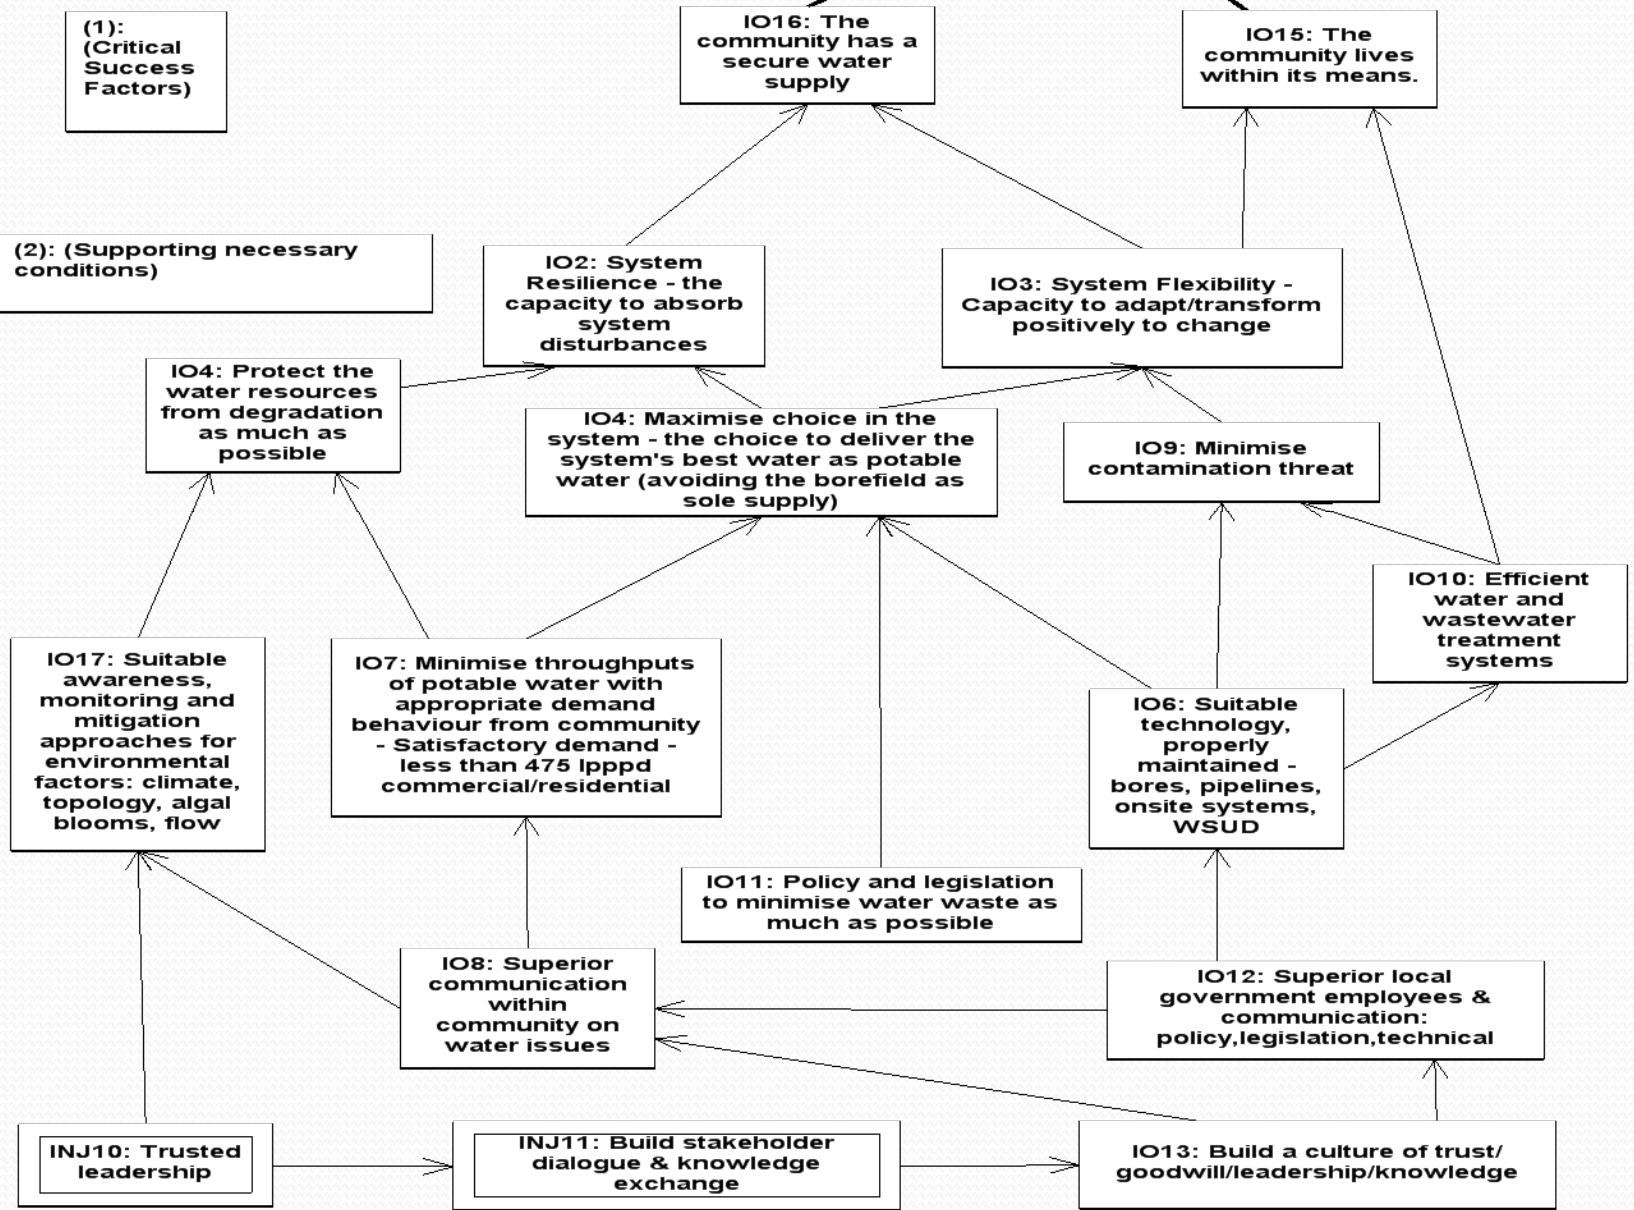 (1):
(Critical
Success
Factors)
IO16: The
community has a
secure water
supply
IO15: The
community lives
within its means.
(2): (Supporting necessary
conditions)
IO2: System
Resilience - the
capacity to absorb
system
disturbances
IO3: System Flexibility -
Capacity to adapt/transform
positively to change
IO4: Protect the
water resources
from degradation
as much as
possible
IO4: Maximise choice in the
system - the choice to deliver the
system's best water as potable
water (avoiding the borefield as
sole supply)
IO9: Minimise
contamination threat
IO10: Efficient
water and
wastewater
treatment
systems
IO17: Suitable
awareness,
monitoring and
mitigation
approaches for
environmental
factors: climate,
topology, algal
blooms, flow
IO7: Minimise throughputs
of potable water with
appropriate demand
behaviour from community
- Satisfactory demand -
less than 475 lpppd
commercial/residential
IO6: Suitable
technology,
properly
maintained -
bores, pipelines,
onsite systems,
WSUD
IO11: Policy and legislation
to minimise water waste as
much as possible
IO8: Superior
communication
within
community on
water issues
IO12: Superior local
government employees &
communication:
policy,legislation,technical
INJ10: Trusted
leadership
INJ11: Build stakeholder
dialogue & knowledge
exchange
IO13: Build a culture of trust/
goodwill/leadership/knowledge